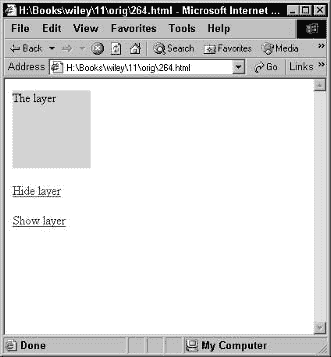 H:\Books\wiley\11\orig\264.html - Microsoft Internet ...
File Edit View Favorites Tools Help
Back Search Favorites Media
Address H:\Books\wiley\11\orig\264.html Go Links
The layer
Hide layer
Show layer
Done My Computer